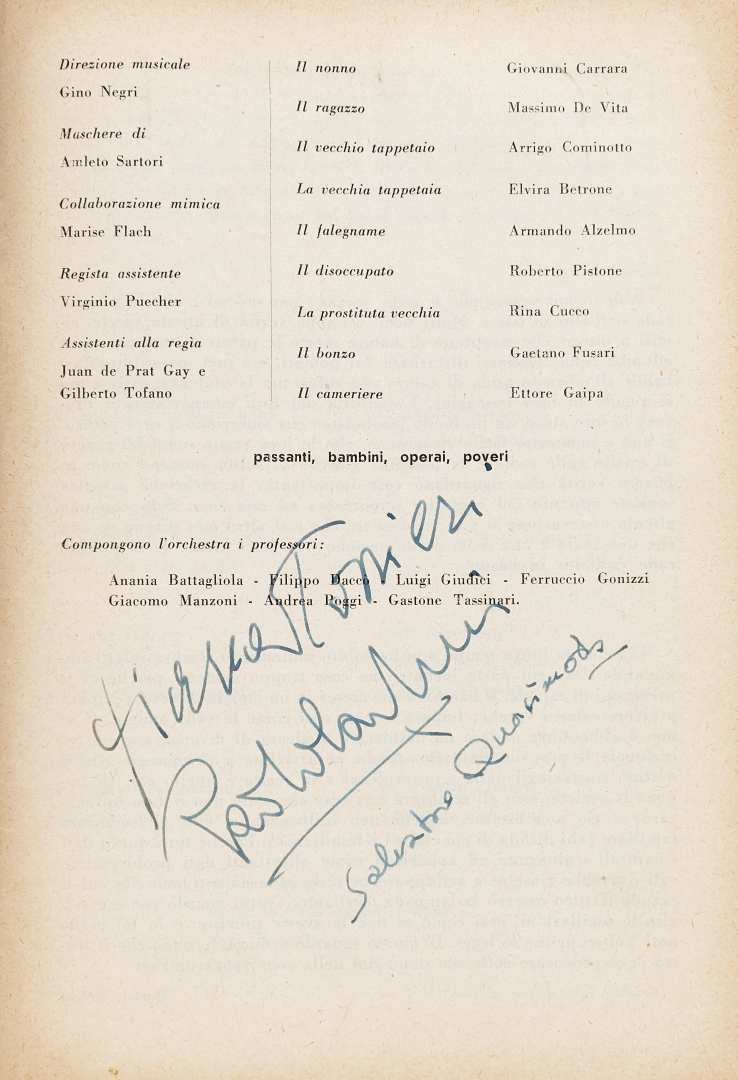 Direzione musicale
Gino Negri
Maschere di
Amleto Sartori
Collaborazione mimica
Marise Flach
Regista assistente
Virginio Puecher
Assistenti alla regìa
Juan de Prat Gay e
Gilberto Tofano
Il nonno Giovanni Carrara
Il ragazzo Massimo De Vita
Il vecchio tappetaio Arrigo Cominotto
La vecchia tappetaia Elvira Betrone
Il falegname Armando Alzelmo
Il disoccupato Roberto Pistone
La prostituta vecchia Rina Cucco
Il bonzo Gaetano Fusari
Il cameriere Ettore Gaipa
passanti, bambini, operai, poveri
Compongono l'orchestra i professori:
Anania Battagliola - Filippo Dacco - Luigi Giudici - Ferruccio Gonizzi
Giacomo Manzoni - Andrea Poggi - Gastone Tassinari.
Salvatore Quasimodo